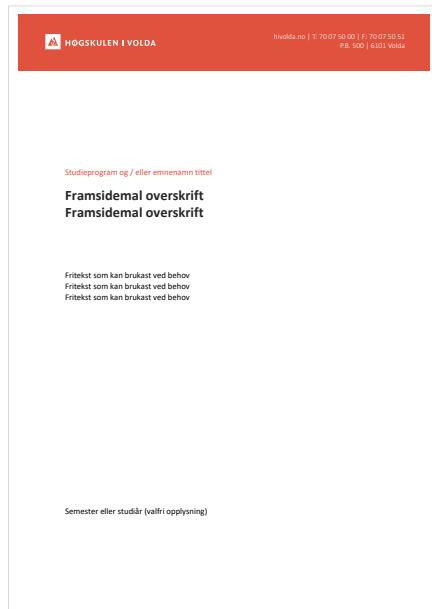 HØGSKULEN I VOLDA
hivolda.no | T: 70 07 50 00 | F: 70 07 50 51
P.B. 500 | 6101 Volda
Studieprogram og / eller emnenamn tittel
Framsidemal overskrift
Framsidemal overskrift
Fritekst som kan brukast ved behov
Fritekst som kan brukast ved behov
Fritekst som kan brukast ved behov
Semester eller studiår (valfri opplysning)